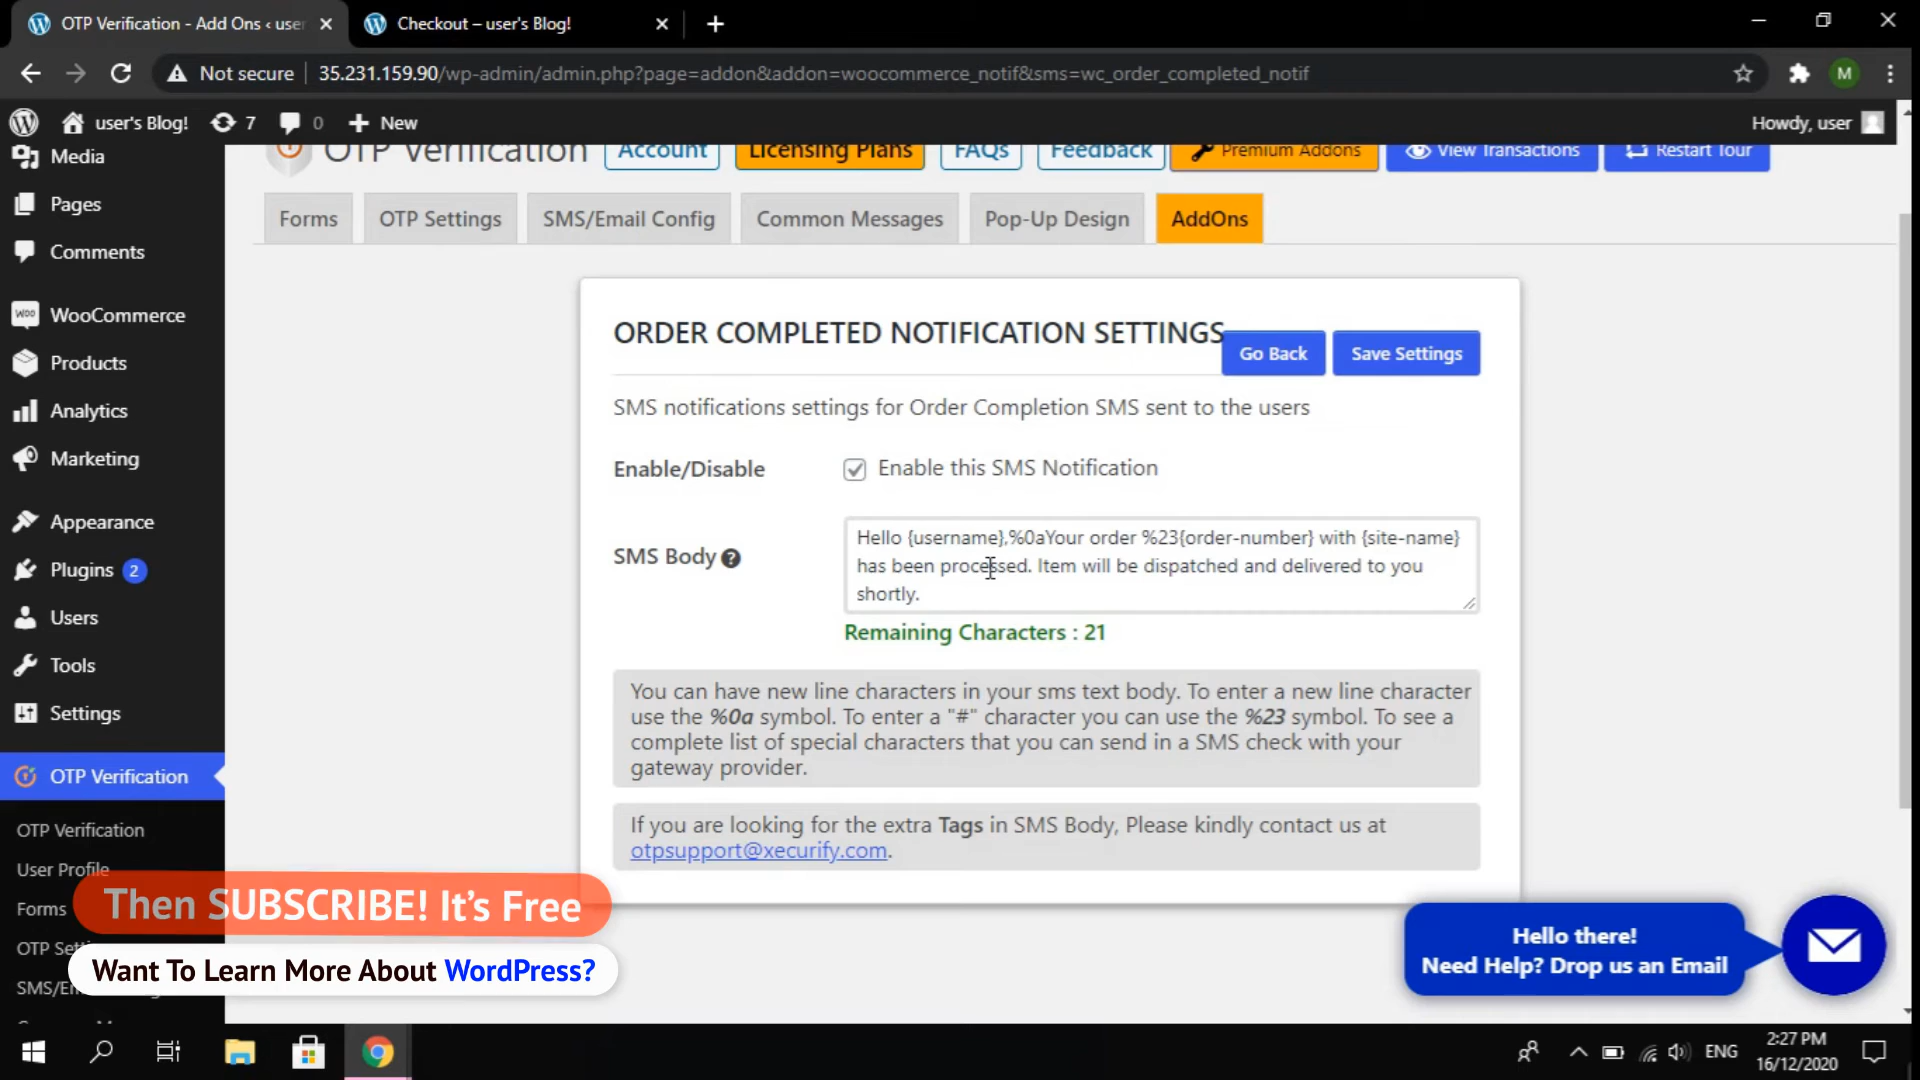 OTP Verification - Add Ons ‹ user
Checkout – user's Blog!
Not secure
35.231.159.90/wp-admin/admin.php?page=addon&addon=woocommerce_notif&sms=wc_order_completed_notif
M
user's Blog!
7
0
New
Howdy, user
OTP Verification
Account
Licensing Plans
FAQs
Feedback
Premium Addons
View Transactions
Restart Tour
Media
Pages
Comments
WooCommerce
Products
Analytics
Marketing
Appearance
Plugins 2
Users
Tools
Settings
OTP Verification
OTP Verification
User Profile
Forms
Forms
OTP Settings
SMS/Email Config
Common Messages
Pop-Up Design
AddOns
ORDER COMPLETED NOTIFICATION SETTINGS
Go Back
Save Settings
SMS notifications settings for Order Completion SMS sent to the users
Enable/Disable
Enable this SMS Notification
SMS Body
Hello {username},%0aYour order %23{order-number} with {site-name}
has been processed. Item will be dispatched and delivered to you
shortly.
Remaining Characters : 21
You can have new line characters in your sms text body. To enter a new line character
use the %0a symbol. To enter a "#" character you can use the %23 symbol. To see a
complete list of special characters that you can send in a SMS check with your
gateway provider.
If you are looking for the extra Tags in SMS Body, Please kindly contact us at
otpsupport@xecurify.com.
Then SUBSCRIBE! It's Free
Want To Learn More About WordPress?
Hello there!
Need Help? Drop us an Email
ENG
2:27 PM
16/12/2020